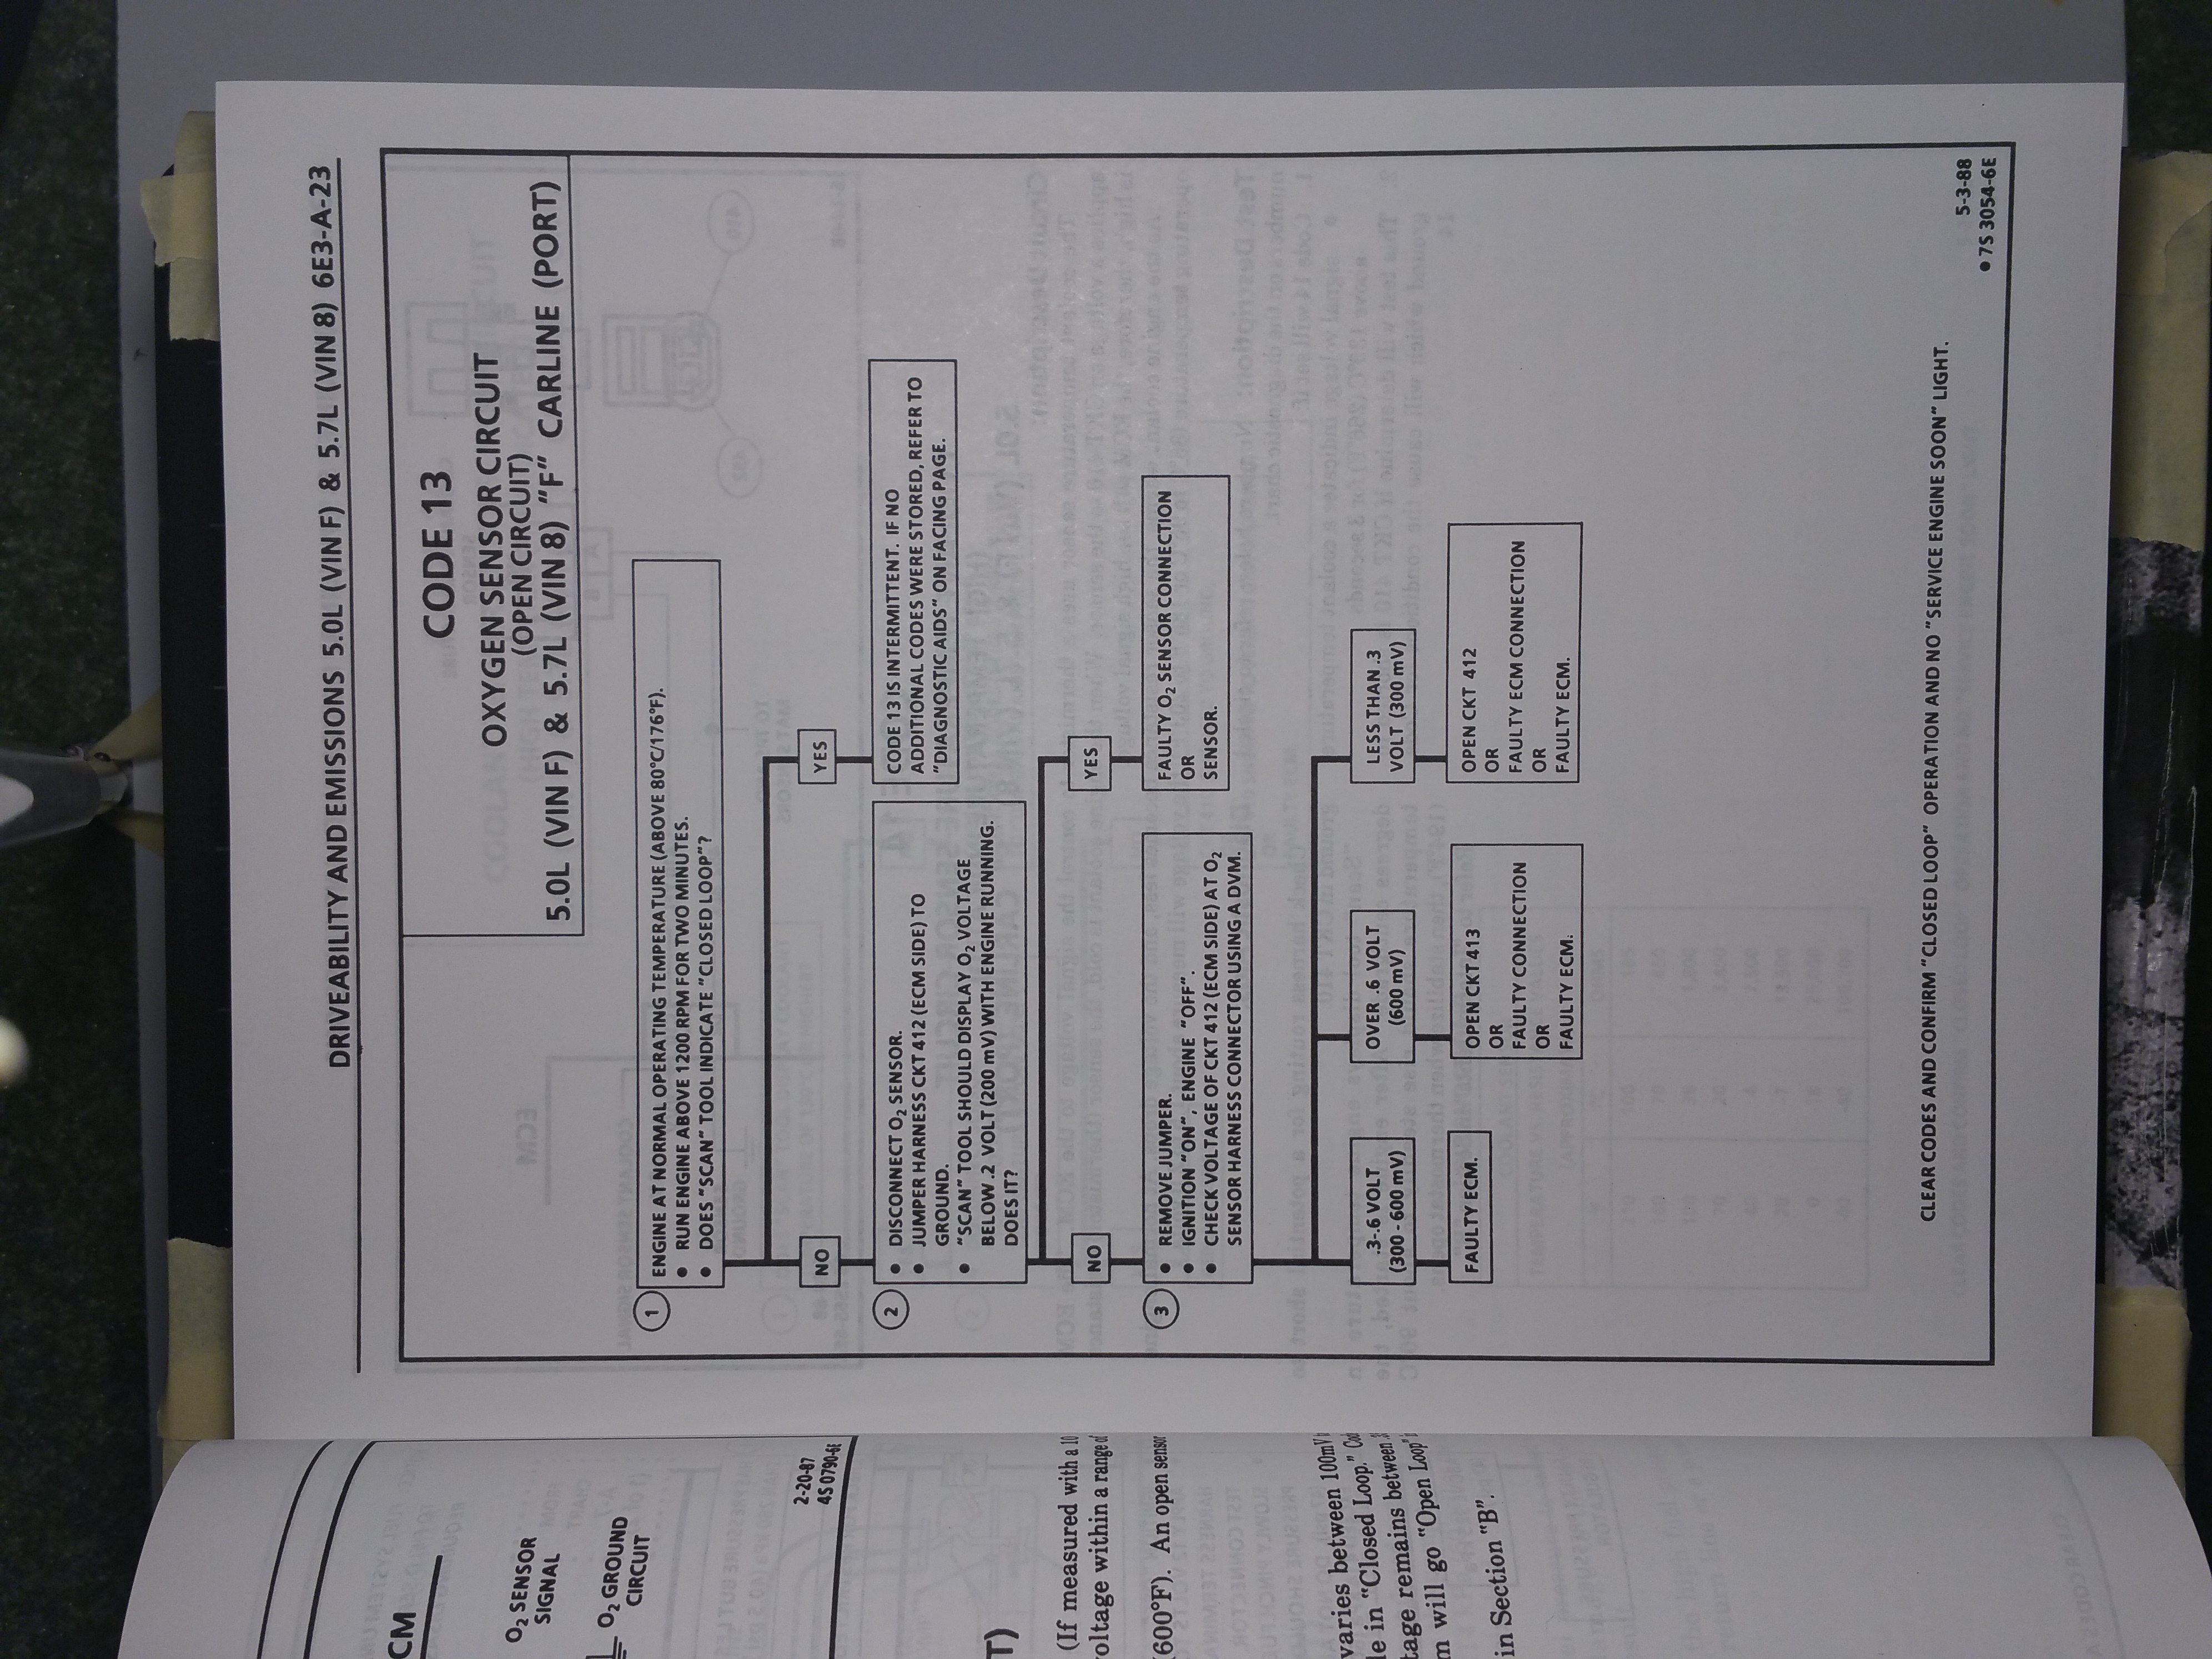 DRIVEABILITY AND EMISSIONS 5.0L (VIN F) & 5.7L (VIN 8) 6E3-A-23
CODE 13
OXYGEN SENSOR CIRCUIT
(OPEN CIRCUIT)
5.0L (VIN F) & 5.7L (VIN 8) "F" CARLINE (PORT)
1
ENGINE AT NORMAL OPERATING TEMPERATURE (ABOVE 80°C/176°F).
● RUN ENGINE ABOVE 1200 RPM FOR TWO MINUTES.
● DOES "SCAN" TOOL INDICATE "CLOSED LOOP"?
NO
YES
2
● DISCONNECT O₂ SENSOR.
● JUMPER HARNESS CKT 412 (ECM SIDE) TO
GROUND.
● "SCAN" TOOL SHOULD DISPLAY O₂ VOLTAGE
BELOW .2 VOLT (200 mV) WITH ENGINE RUNNING.
DOES IT?
CODE 13 IS INTERMITTENT. IF NO
ADDITIONAL CODES WERE STORED, REFER TO
"DIAGNOSTIC AIDS" ON FACING PAGE.
NO
YES
3
● REMOVE JUMPER.
● IGNITION "ON", ENGINE "OFF".
● CHECK VOLTAGE OF CKT 412 (ECM SIDE) AT O₂
SENSOR HARNESS CONNECTOR USING A DVM.
FAULTY O₂ SENSOR CONNECTION
OR
SENSOR.
.3-.6 VOLT
(300 - 600 mV)
OVER .6 VOLT
(600 mV)
LESS THAN .3
VOLT (300 mV)
FAULTY ECM.
OPEN CKT 413
OR
FAULTY CONNECTION
OR
FAULTY ECM.
OPEN CKT 412
OR
FAULTY ECM CONNECTION
OR
FAULTY ECM.
CLEAR CODES AND CONFIRM "CLOSED LOOP" OPERATION AND NO "SERVICE ENGINE SOON" LIGHT.
5-3-88
● 7S 3054-6E
CM
O₂ SENSOR
SIGNAL
O₂ GROUND
CIRCUIT
2-20-87
4S 0790-6E
T)
(If measured with a 10
oltage within a range of
(600°F). An open sensor
varies between 100mV
le in "Closed Loop."
tage remains between
m will go "Open Loop"
in Section "B".